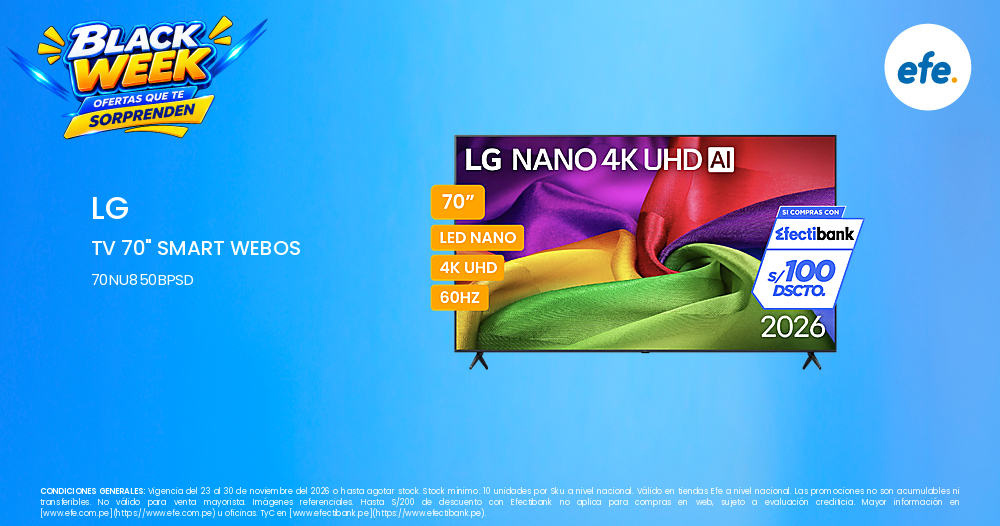 BLACK
WEEK
OFERTAS QUE TE
SORPRENDEN
efe.
LG
TV 70" SMART WEBOS
70NU850BPSD
LG NANO 4K UHD AI
70”
LED NANO
4K UHD
60HZ
SI COMPRAS CON
Efectibank
S/100
DSCTO.
2026
CONDICIONES GENERALES: Vigencia del 23 al 30 de noviembre del 2026 o hasta agotar stock. Stock mínimo: 10 unidades por Sku a nivel nacional. Válido en tiendas Efe a nivel nacional. Las promociones no son acumulables ni
transferibles. No válido para venta mayorista. Imágenes referenciales. Hasta S/200 de descuento con Efectibank no aplica para compras en web, sujeto a evaluación crediticia. Mayor información en
[www.efe.com.pe](https://www.efe.com.pe) u oficinas. TyC en [www.efectibank.pe](https://www.efectibank.pe).